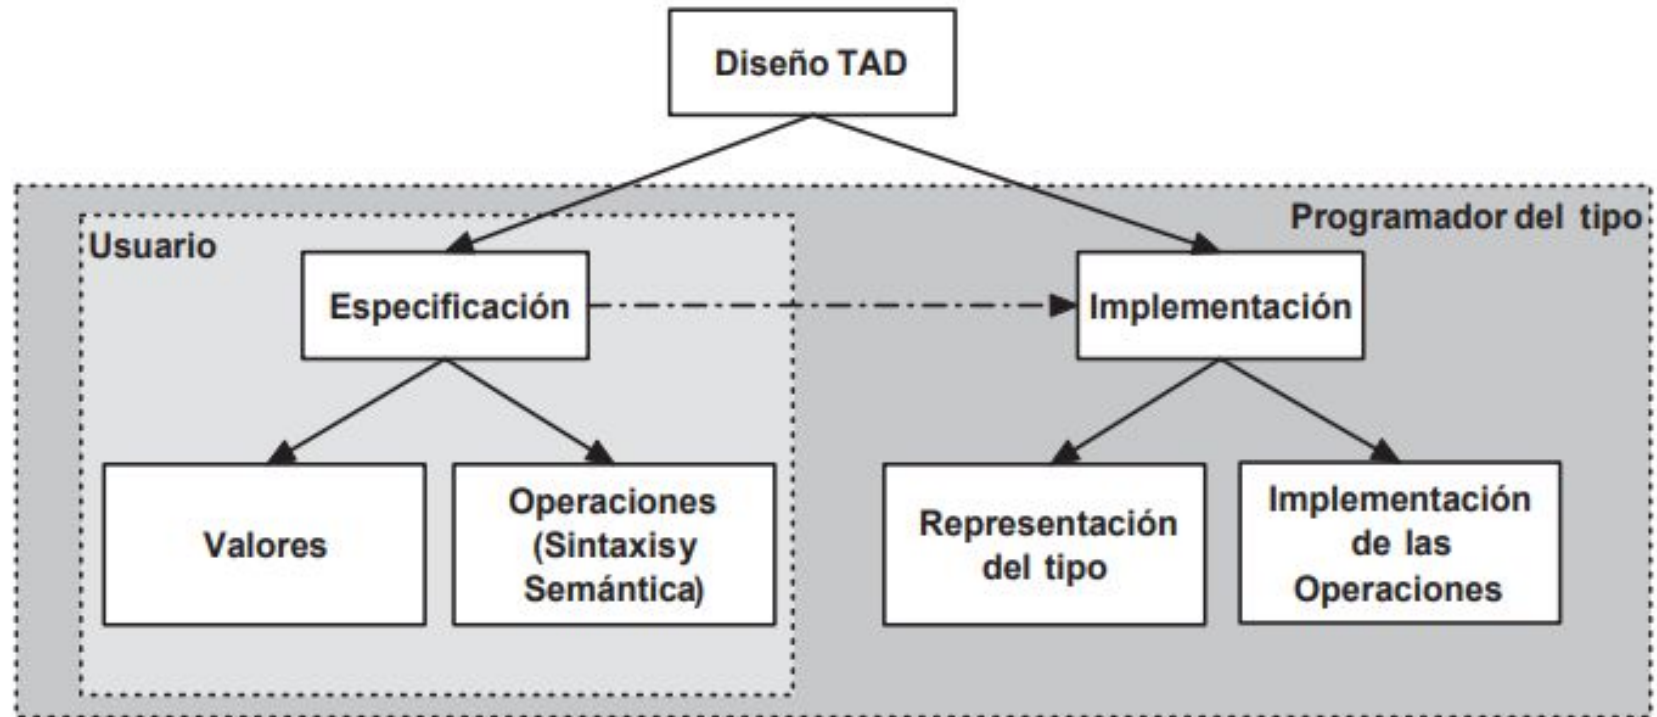 Diseño TAD
Programador del tipo
Usuario
Especificación
Implementación
Valores
Operaciones
(Sintaxisy
Semántica)
Representación
del tipo
Implementación
de las
Operaciones